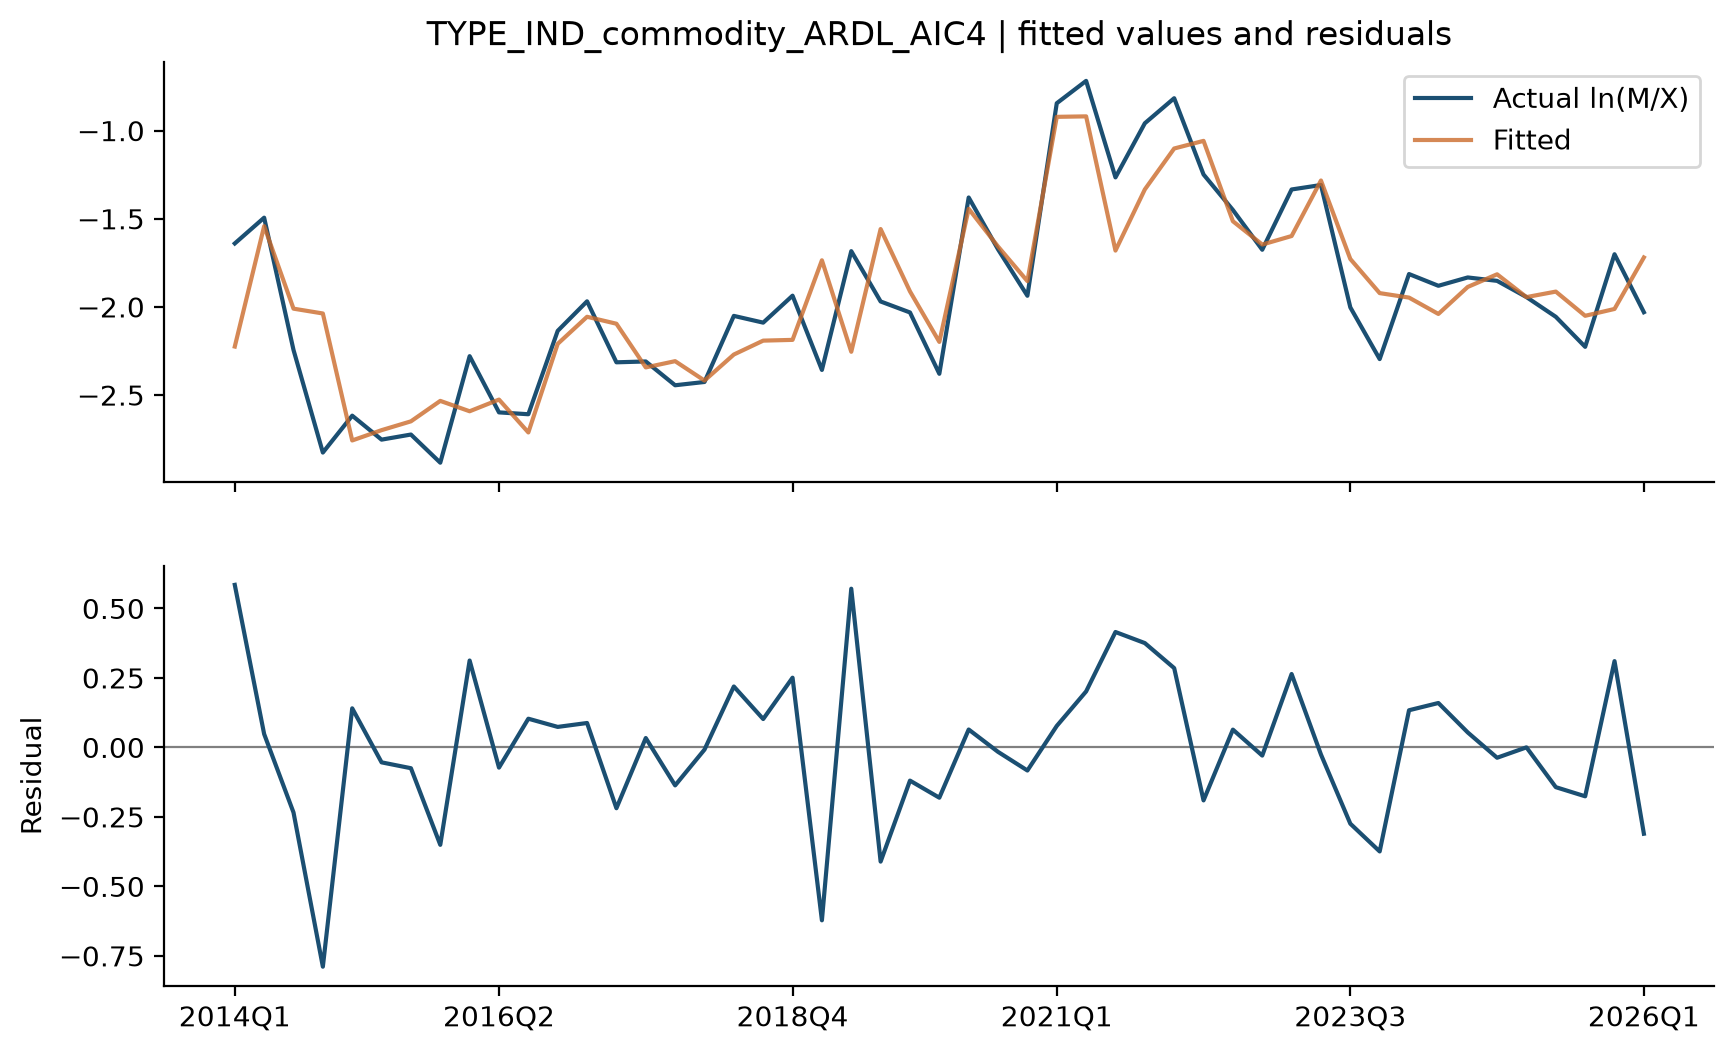 TYPE_IND_commodity_ARDL_AIC4 | fitted values and residuals
Actual ln(M/X)
Fitted
−1.0
−1.5
−2.0
−2.5
0.50
0.25
0.00
−0.25
−0.50
−0.75
Residual
2014Q1 2016Q2 2018Q4 2021Q1 2023Q3 2026Q1